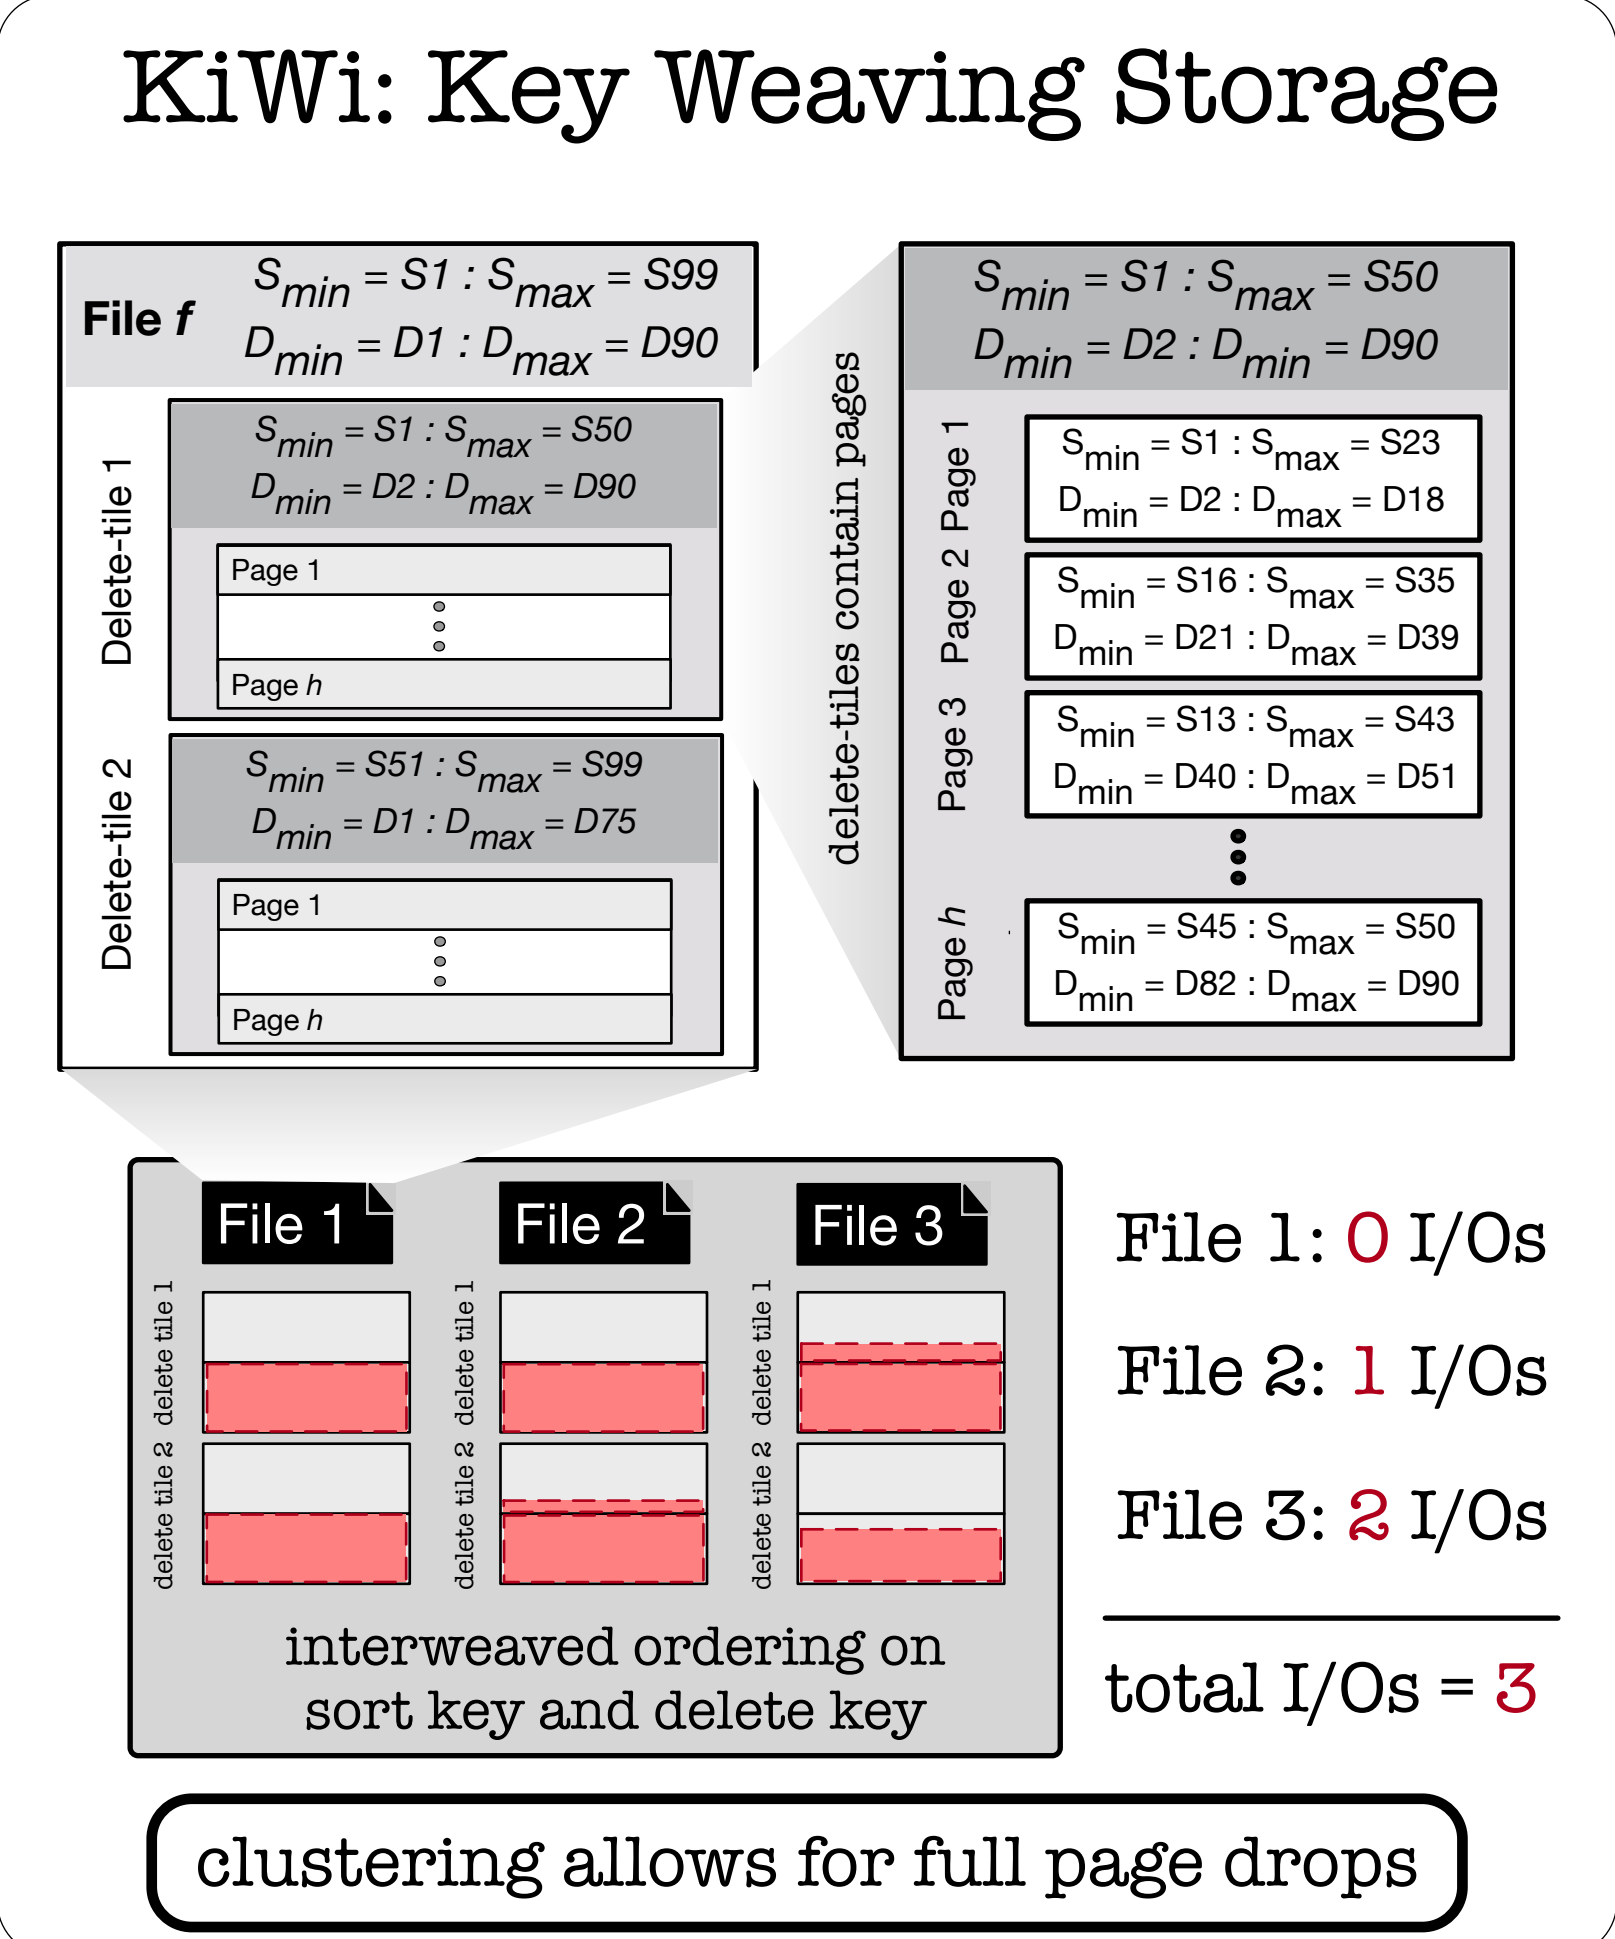 KiWi: Key Weaving Storage
File f
Smin = S1 : Smax = S99
Dmin = D1 : Dmax = D90
Delete-tile 1
Smin = S1 : Smax = S50
Dmin = D2 : Dmax = D90
Page 1
Page h
Delete-tile 2
Smin = S51 : Smax = S99
Dmin = D1 : Dmax = D75
Page 1
Page h
delete-tiles contain pages
Smin = S1 : Smax = S50
Dmin = D2 : Dmin = D90
Page 1
Smin = S1 : Smax = S23
Dmin = D2 : Dmax = D18
Page 2
Smin = S16 : Smax = S35
Dmin = D21 : Dmax = D39
Page 3
Smin = S13 : Smax = S43
Dmin = D40 : Dmax = D51
Page h
Smin = S45 : Smax = S50
Dmin = D82 : Dmax = D90
File 1
delete tile 1
delete tile 2
File 2
delete tile 1
delete tile 2
File 3
delete tile 1
delete tile 2
interweaved ordering on
sort key and delete key
File 1: 0 I/Os
File 2: 1 I/Os
File 3: 2 I/Os
total I/Os = 3
clustering allows for full page drops